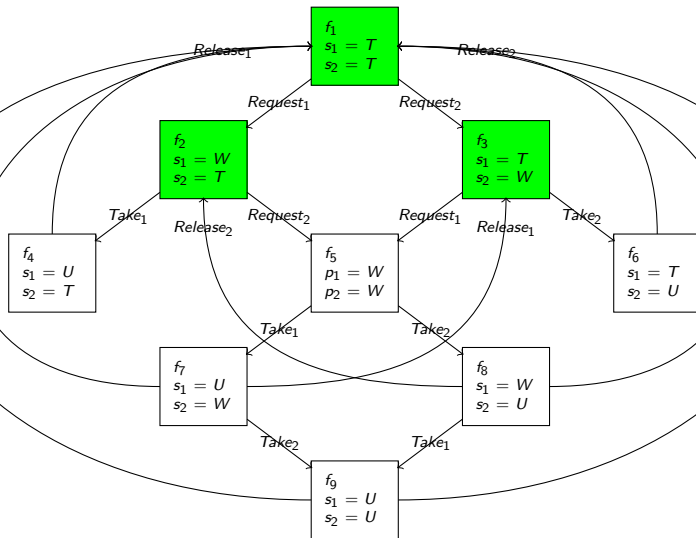 f₁
s₁ = T
s₂ = T
Release₁
Release₂
Request₁
Request₂
f₂
s₁ = W
s₂ = T
f₃
s₁ = T
s₂ = W
Take₁
Request₂
Release₂
Request₁
Release₁
Take₂
f₄
s₁ = U
s₂ = T
f₅
p₁ = W
p₂ = W
f₆
s₁ = T
s₂ = U
Take₁
Take₂
f₇
s₁ = U
s₂ = W
f₈
s₁ = W
s₂ = U
Take₂
Take₁
f₉
s₁ = U
s₂ = U